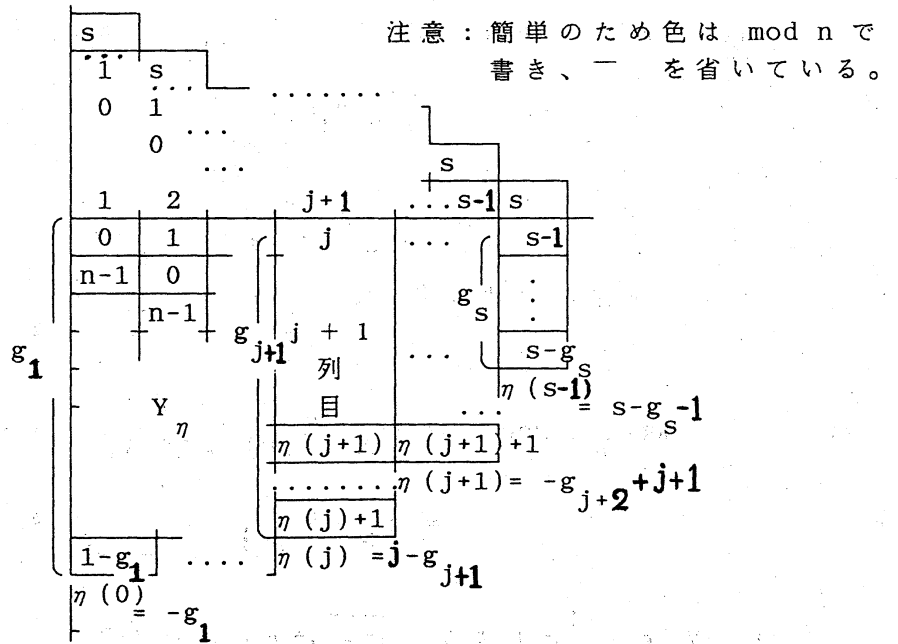 注意：簡単のため色は mod n で
書き、￣ を省いている。
s
1 s
... .......
0 1
...
0
... s
1 2 j+1 ...s-1 s
0 1 j ... s-1
n-1 0 .
n-1 g_s .
g_1 g_{j+1} j + 1 ... s-g_s
列 η (s-1)
Y_η 目 ... = s-g_s-1
η (j+1) η (j+1)+1
........ η (j+1)= -g_{j+2}+j+1
η (j)+1
1-g_1 .... η (j) =j-g_{j+1}
η (0)
= -g_1